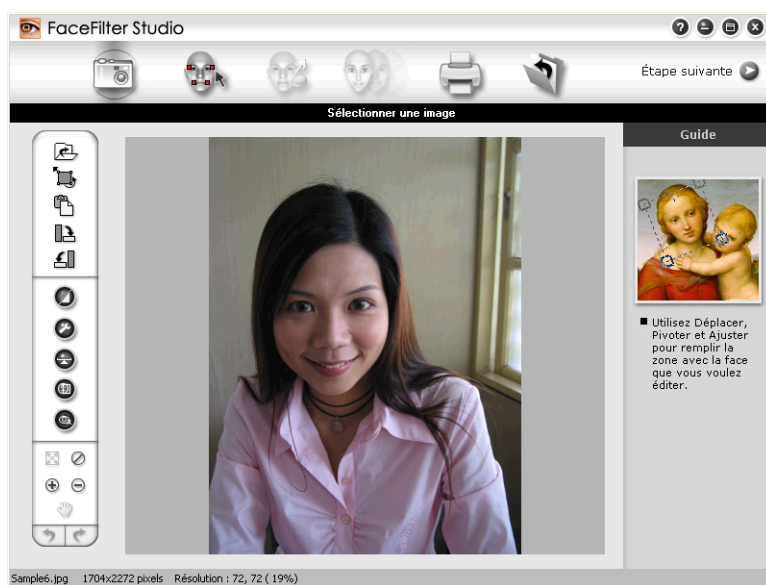 FaceFilter Studio
Étape suivante
Sélectionner une image
Guide
Utilisez Déplacer,
Pivoter et Ajuster
pour remplir la
zone avec la face
que vous voulez
éditer.
Sample6.jpg 1704x2272 pixels Résolution : 72, 72 ( 19%)